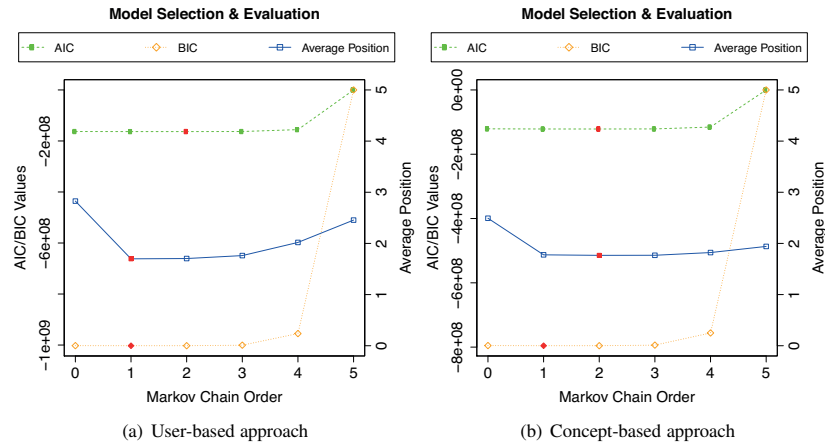 Model Selection & Evaluation
AIC
BIC
Average Position
AIC/BIC Values
-1e+09
-6e+08
-2e+08
Average Position
0
1
2
3
4
5
0
1
2
3
4
5
Markov Chain Order
(a) User-based approach
Model Selection & Evaluation
AIC
BIC
Average Position
AIC/BIC Values
-8e+08
-6e+08
-4e+08
-2e+08
0e+00
Average Position
0
1
2
3
4
5
0
1
2
3
4
5
Markov Chain Order
(b) Concept-based approach